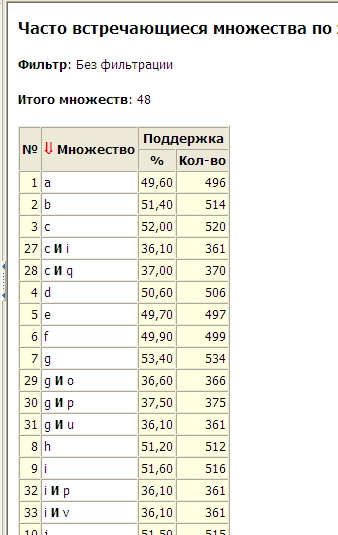 Часто встречающиеся множества по
Фильтр: Без фильтрации
Итого множеств: 48
№ ⇓ Множество Поддержка
% Кол-во
1 a 49,60 496
2 b 51,40 514
3 c 52,00 520
27 c И i 36,10 361
28 c И q 37,00 370
4 d 50,60 506
5 e 49,70 497
6 f 49,90 499
7 g 53,40 534
29 g И o 36,60 366
30 g И p 37,50 375
31 g И u 36,10 361
8 h 51,20 512
9 i 51,60 516
32 i И p 36,10 361
33 i И v 36,10 361
10 j 51,50 515